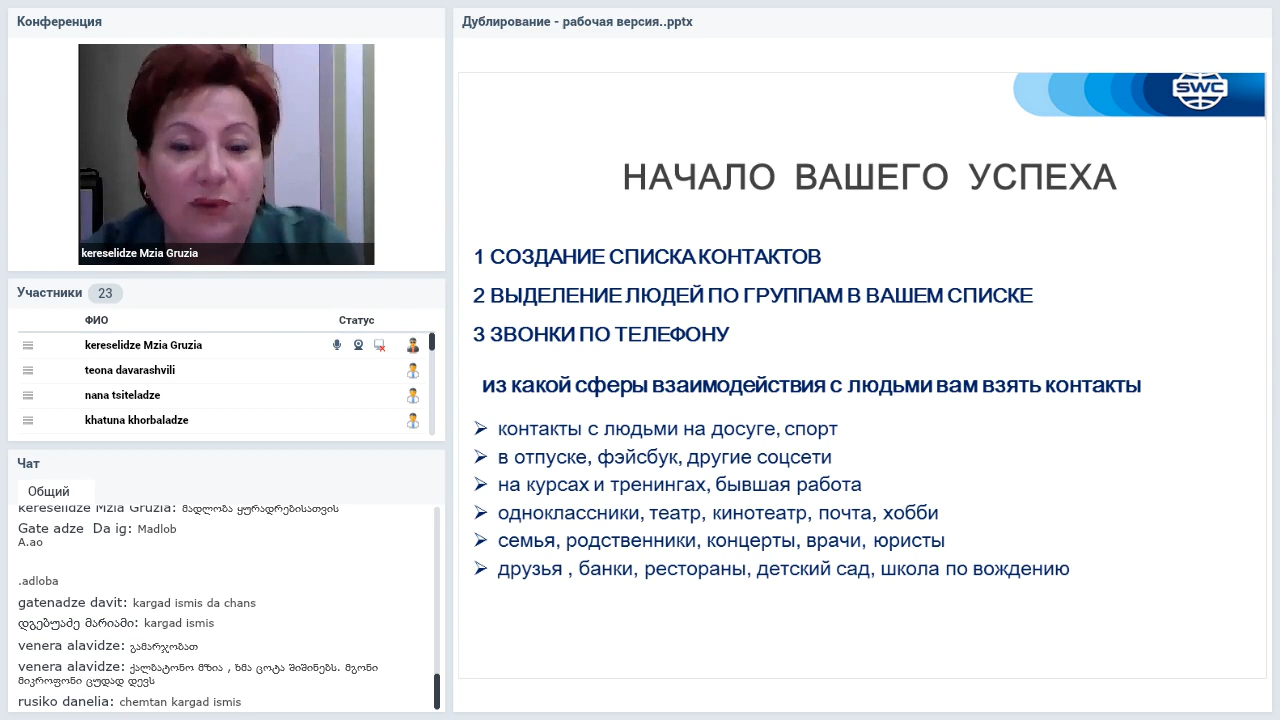 Конференция
kereselidze Mzia Gruzia
Участники 23
ФИО Статус
kereselidze Mzia Gruzia
teona davarashvili
nana tsiteladze
khatuna khorbaladze
Чат
Общий
kereselidze Mzia Gruzia: მადლობა ყურადრებისათვის
Gate adze Da ig: Madlob
A.ao
.adloba
gatenadze davit: kargad ismis da chans
დგებუაძე მარიამი: kargad ismis
venera alavidze: გამარჯობათ
venera alavidze: ქალბატონო მზია , ხმა ცოტა შიშინებს. მგონი
მიკროფონი ცუდად დევს
rusiko danelia: chemtan kargad ismis
Дублирование - рабочая версия..pptx
SWC
НАЧАЛО ВАШЕГО УСПЕХА
1 СОЗДАНИЕ СПИСКА КОНТАКТОВ
2 ВЫДЕЛЕНИЕ ЛЮДЕЙ ПО ГРУППАМ В ВАШЕМ СПИСКЕ
3 ЗВОНКИ ПО ТЕЛЕФОНУ
из какой сферы взаимодействия с людьми вам взять контакты
контакты с людьми на досуге, спорт
в отпуске, фэйсбук, другие соцсети
на курсах и тренингах, бывшая работа
одноклассники, театр, кинотеатр, почта, хобби
семья, родственники, концерты, врачи, юристы
друзья , банки, рестораны, детский сад, школа по вождению